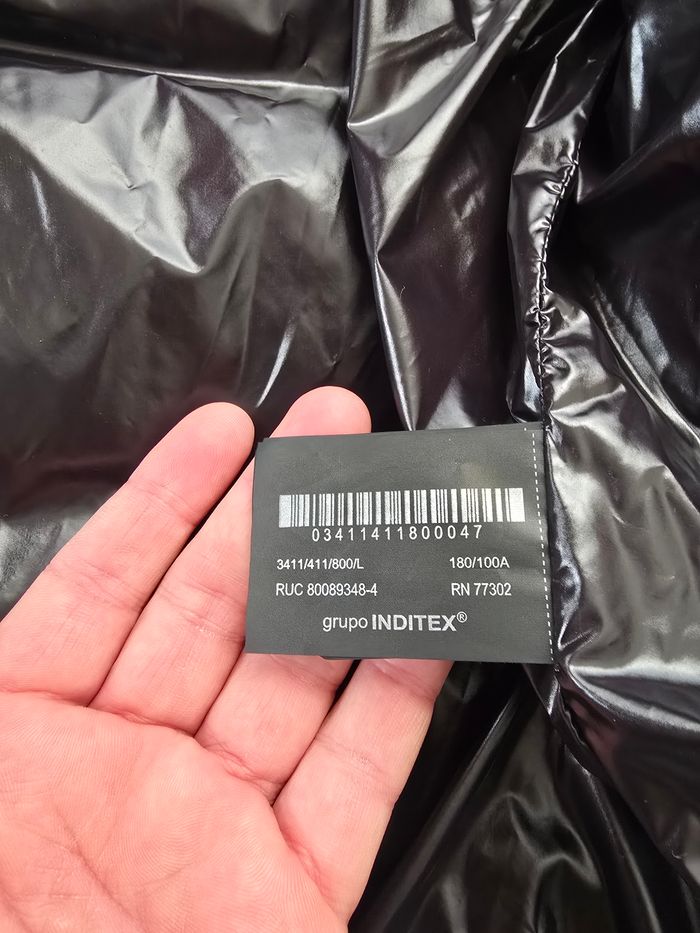 03411411800047
3411/411/800/L 180/100A
RUC 80089348-4 RN 77302
grupo INDITEX®